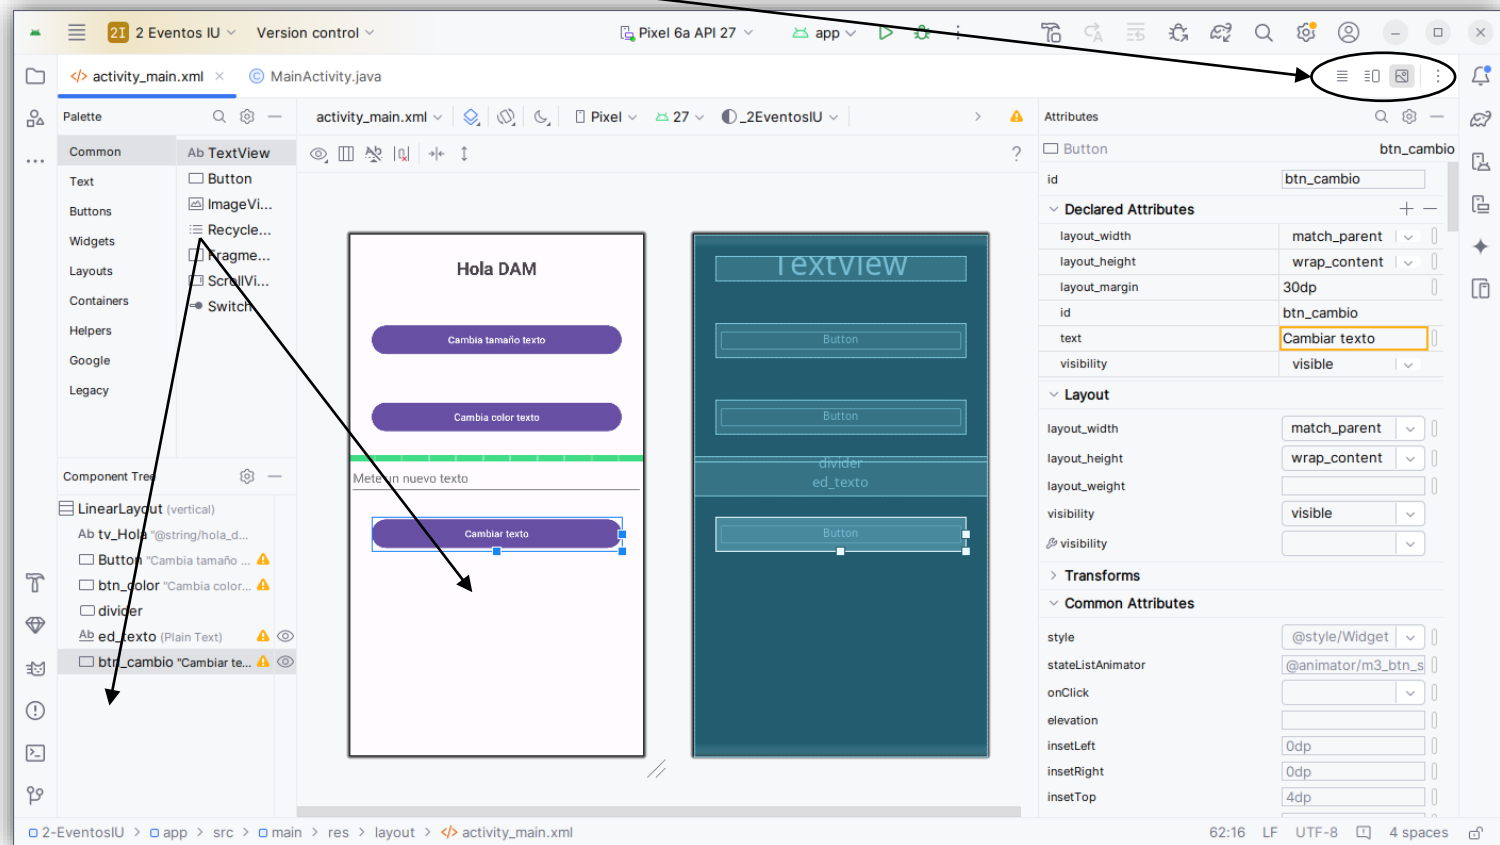 2I 2 Eventos IU Version control Pixel 6a API 27 app
activity_main.xml MainActivity.java
Palette
Common
Text
Buttons
Widgets
Layouts
Containers
Helpers
Google
Legacy
Ab TextView
Button
ImageVi...
Recycle...
Fragme...
ScrollVi...
Switch
Component Tree
LinearLayout (vertical)
Ab tv_Hola "@string/hola_d...
Button "Cambia tamaño ...
btn_color "Cambia color...
divider
Ab ed_texto (Plain Text)
btn_cambio "Cambiar te...
activity_main.xml Pixel 27 _2EventosIU
?
Hola DAM
Cambia tamaño texto
Cambia color texto
Mete un nuevo texto
Cambiar texto
TextView
Button
Button
divider
ed_texto
Button
Attributes
Button btn_cambio
id btn_cambio
Declared Attributes
layout_width match_parent
layout_height wrap_content
layout_margin 30dp
id btn_cambio
text Cambiar texto
visibility visible
Layout
layout_width match_parent
layout_height wrap_content
layout_weight
visibility visible
visibility
Transforms
Common Attributes
style @style/Widget
stateListAnimator @animator/m3_btn_s
onClick
elevation
insetLeft 0dp
insetRight 0dp
insetTop 4dp
2-EventosIU > app > src > main > res > layout > activity_main.xml 62:16 LF UTF-8 4 spaces